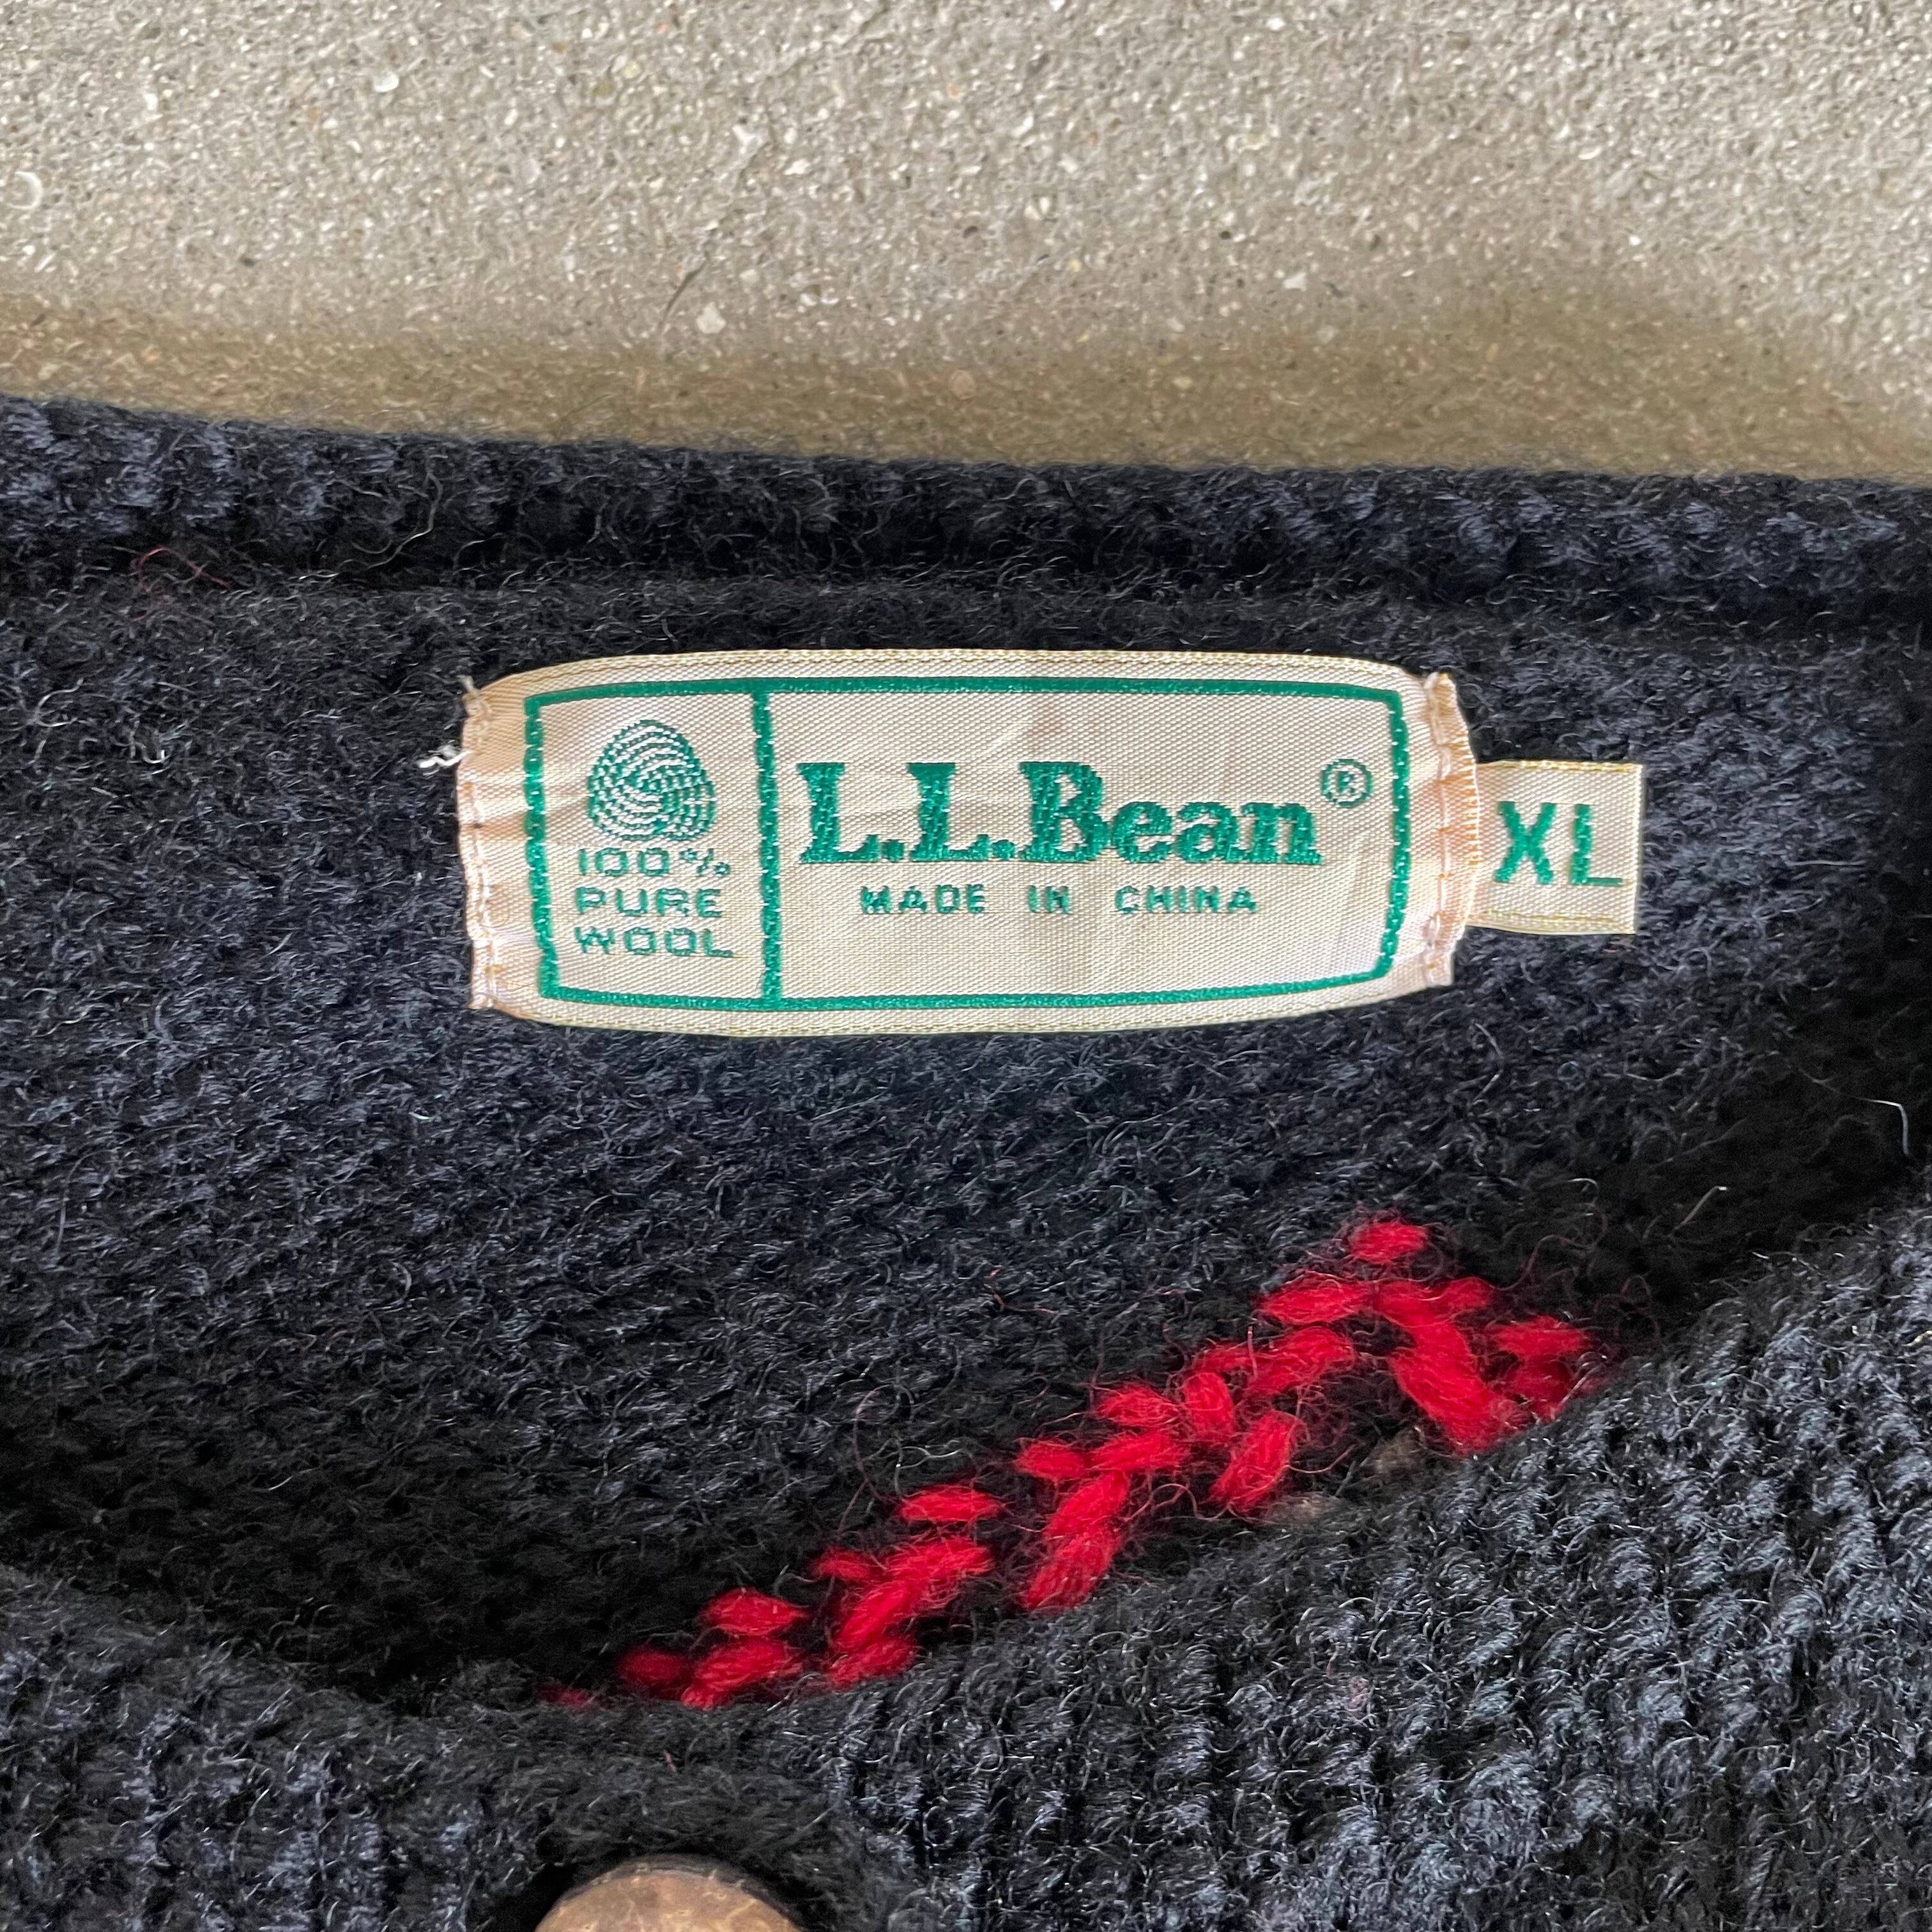 100%
PURE
WOOL
L.L.Bean®
MADE IN CHINA
XL